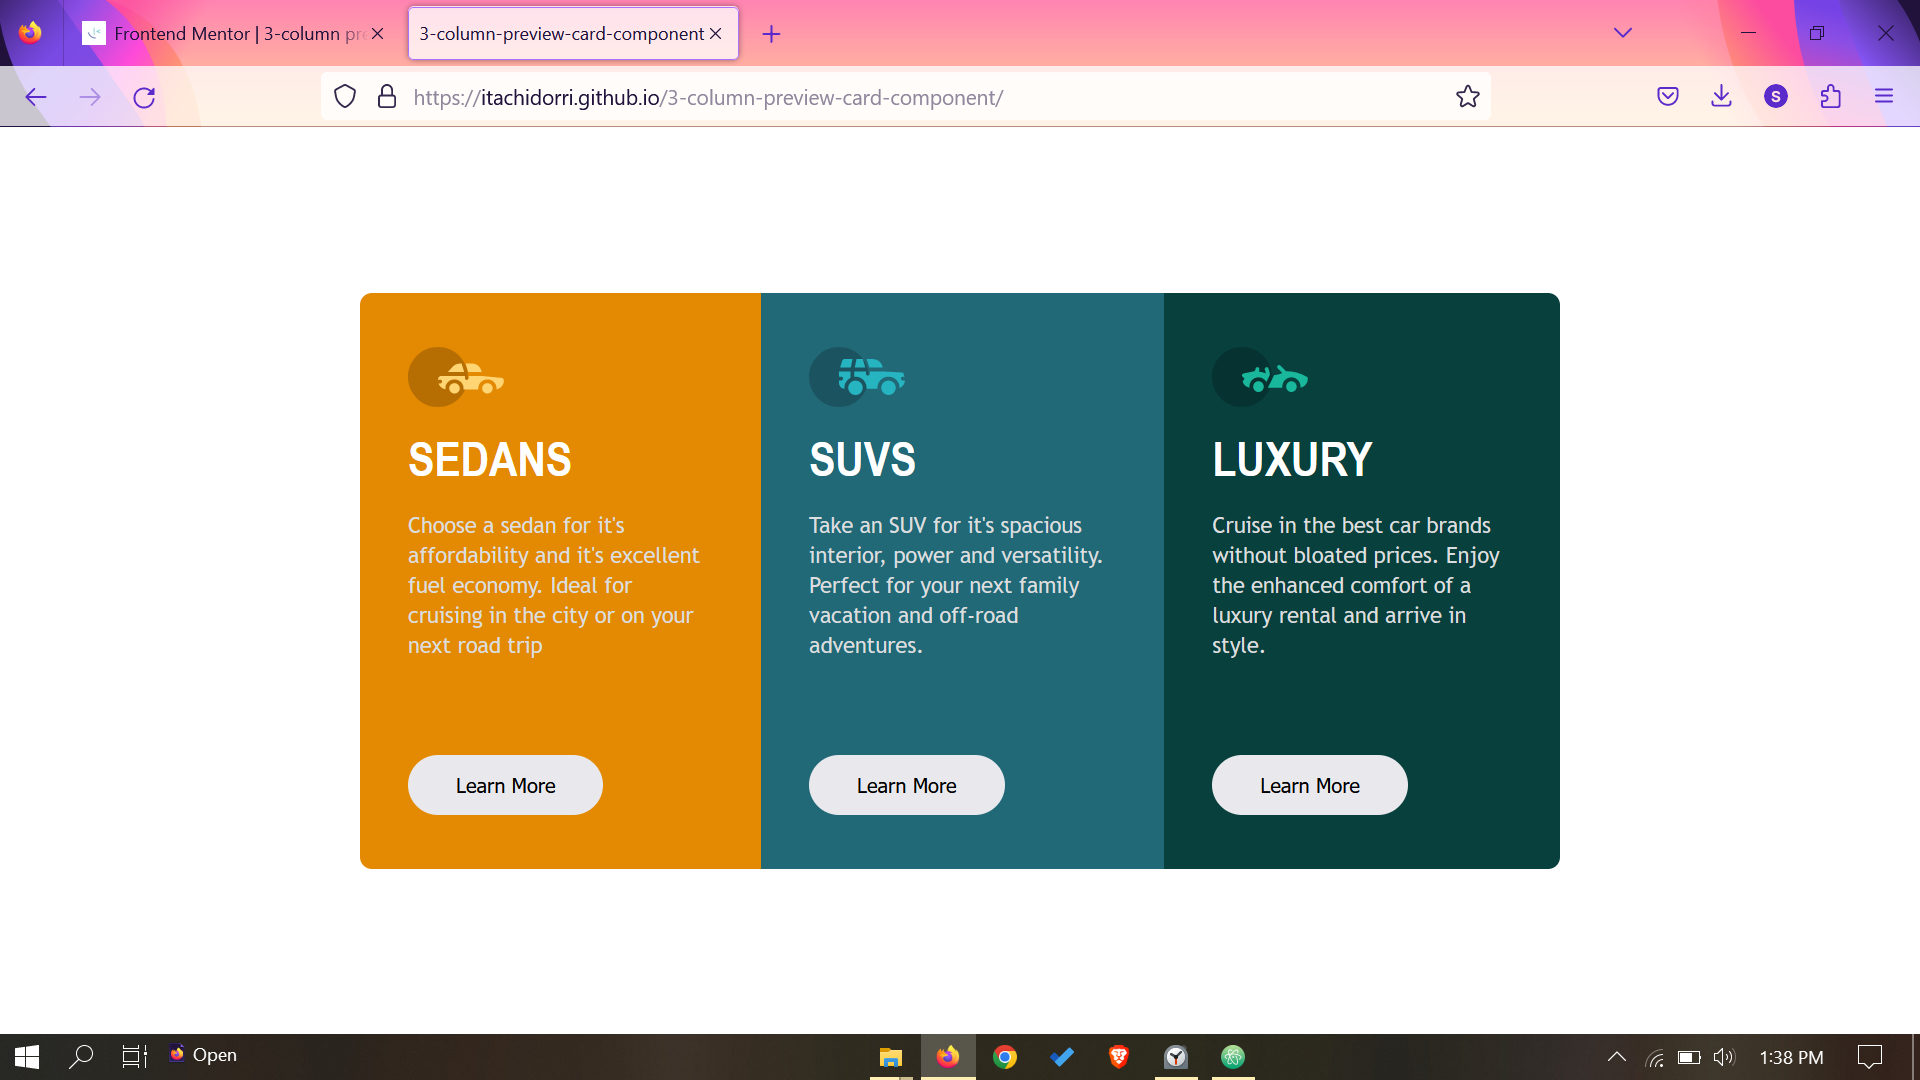 Frontend Mentor | 3-column pre
3-column-preview-card-component
https://itachidorri.github.io/3-column-preview-card-component/
S
SEDANS
Choose a sedan for it's
affordability and it's excellent
fuel economy. Ideal for
cruising in the city or on your
next road trip
Learn More
SUVS
Take an SUV for it's spacious
interior, power and versatility.
Perfect for your next family
vacation and off-road
adventures.
Learn More
LUXURY
Cruise in the best car brands
without bloated prices. Enjoy
the enhanced comfort of a
luxury rental and arrive in
style.
Learn More
Open
1:38 PM